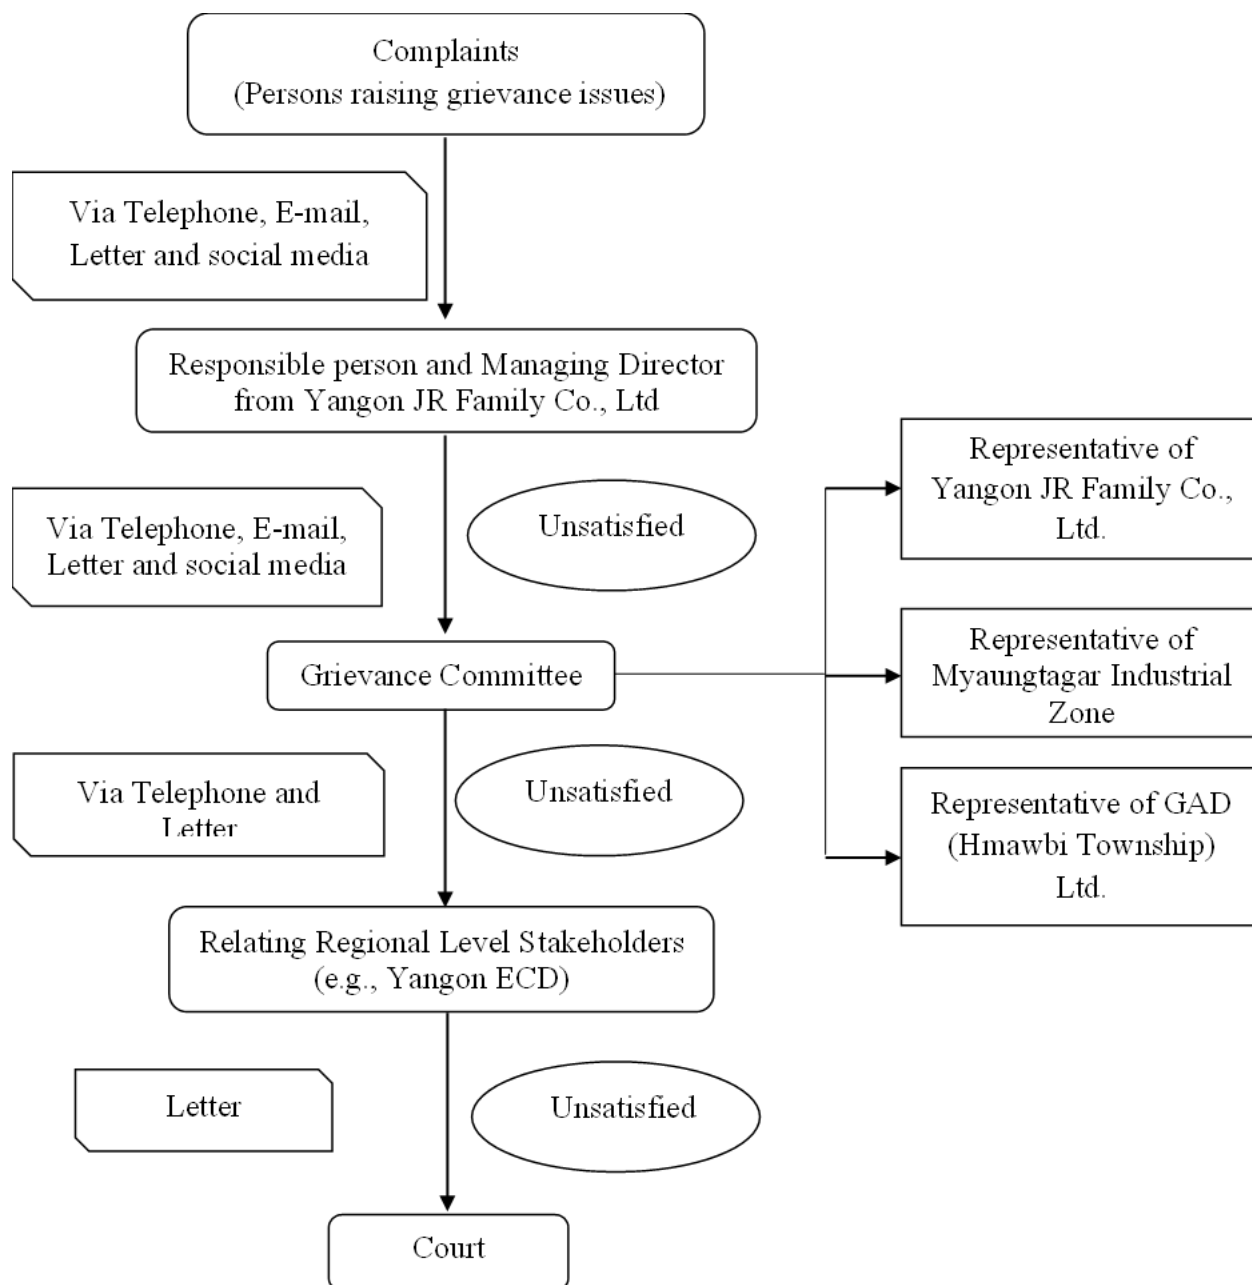 Complaints
(Persons raising grievance issues)
Via Telephone, E-mail,
Letter and social media
Responsible person and Managing Director
from Yangon JR Family Co., Ltd
Via Telephone, E-mail,
Letter and social media
Unsatisfied
Representative of
Yangon JR Family Co.,
Ltd.
Grievance Committee
Representative of
Myaungtagar Industrial
Zone
Via Telephone and
Letter
Unsatisfied
Representative of GAD
(Hmawbi Township)
Ltd.
Relating Regional Level Stakeholders
(e.g., Yangon ECD)
Letter
Unsatisfied
Court